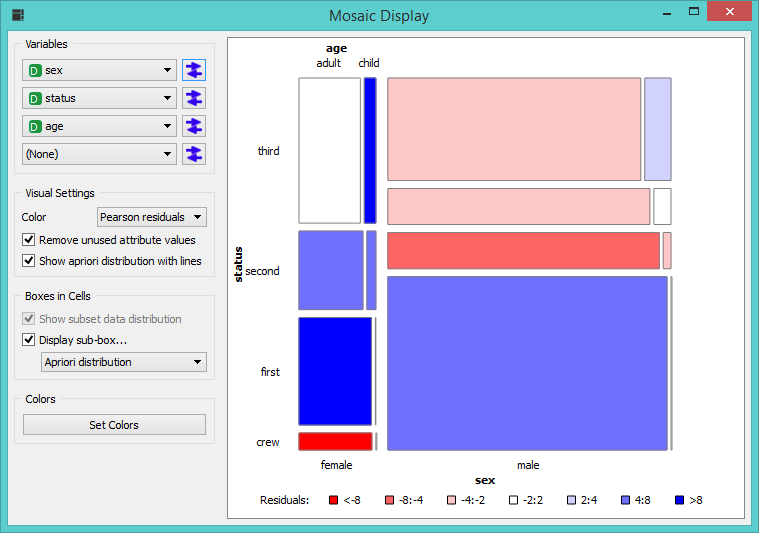 Mosaic Display
Variables
D sex
D status
D age
(None)
Visual Settings
Color Pearson residuals
Remove unused attribute values
Show apriori distribution with lines
Boxes in Cells
Show subset data distribution
Display sub-box...
Apriori distribution
Colors
Set Colors
age
adult child
third
status
second
first
crew
female male
sex
Residuals: <-8 -8:-4 -4:-2 -2:2 2:4 4:8 >8